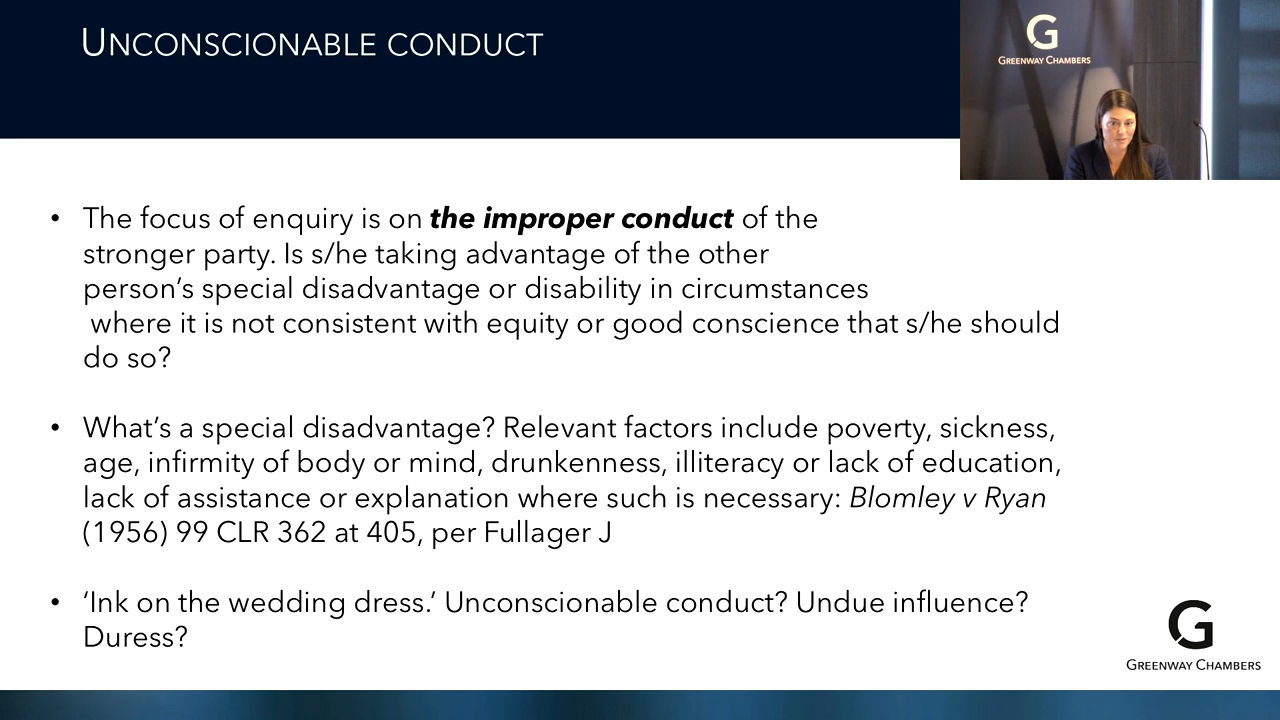 UNCONSCIONABLE CONDUCT
G
GREENWAY CHAMBERS
• The focus of enquiry is on the improper conduct of the
stronger party. Is s/he taking advantage of the other
person’s special disadvantage or disability in circumstances
where it is not consistent with equity or good conscience that s/he should
do so?
• What’s a special disadvantage? Relevant factors include poverty, sickness,
age, infirmity of body or mind, drunkenness, illiteracy or lack of education,
lack of assistance or explanation where such is necessary: Blomley v Ryan
(1956) 99 CLR 362 at 405, per Fullager J
• ‘Ink on the wedding dress.’ Unconscionable conduct? Undue influence?
Duress?
G
GREENWAY CHAMBERS